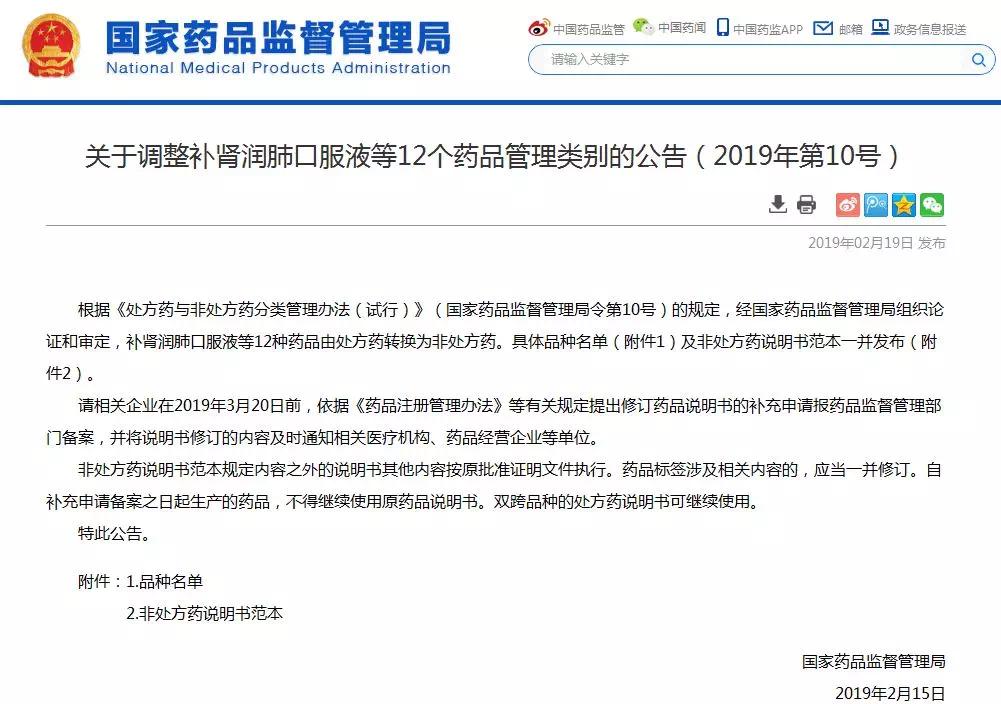 国家药品监督管理局
National Medical Products Administration
中国药品监管 中国药闻 中国药监APP 邮箱 政务信息报送
请输入关键字
关于调整补肾润肺口服液等12个药品管理类别的公告（2019年第10号）
2019年02月19日 发布
根据《处方药与非处方药分类管理办法（试行）》（国家药品监督管理局令第10号）的规定，经国家药品监督管理局组织论
证和审定，补肾润肺口服液等12种药品由处方药转换为非处方药。具体品种名单（附件1）及非处方药说明书范本一并发布（附
件2）。
请相关企业在2019年3月20日前，依据《药品注册管理办法》等有关规定提出修订药品说明书的补充申请报药品监督管理部
门备案，并将说明书修订的内容及时通知相关医疗机构、药品经营企业等单位。
非处方药说明书范本规定内容之外的说明书其他内容按原批准证明文件执行。药品标签涉及相关内容的，应当一并修订。自
补充申请备案之日起生产的药品，不得继续使用原药品说明书。双跨品种的处方药说明书可继续使用。
特此公告。
附件：1.品种名单
2.非处方药说明书范本
国家药品监督管理局
2019年2月15日